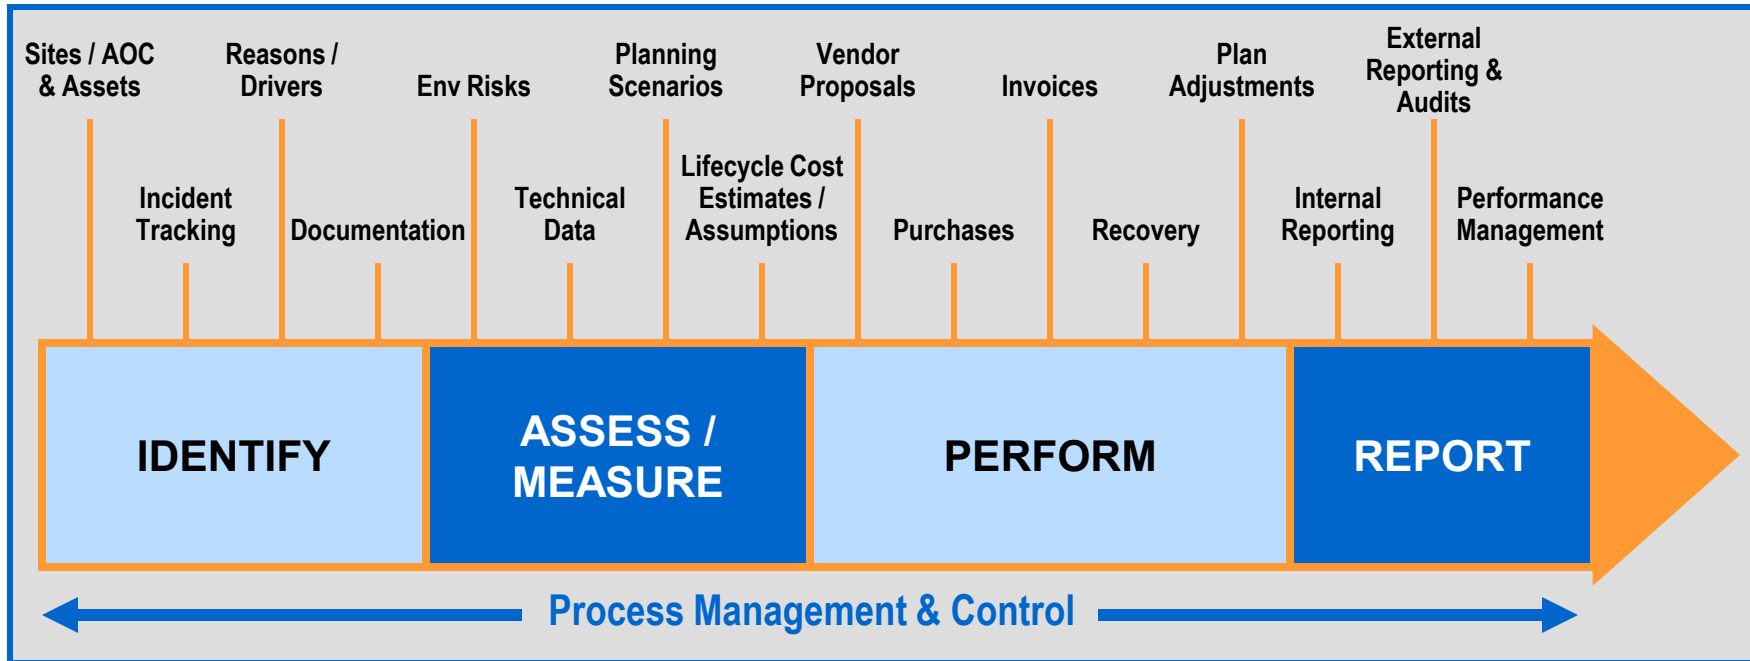 Sites / AOC
& Assets
Reasons /
Drivers
Env Risks
Planning
Scenarios
Vendor
Proposals
Invoices
Plan
Adjustments
External
Reporting &
Audits
Incident
Tracking
Documentation
Technical
Data
Lifecycle Cost
Estimates /
Assumptions
Purchases
Recovery
Internal
Reporting
Performance
Management
IDENTIFY
ASSESS /
MEASURE
PERFORM
REPORT
Process Management & Control